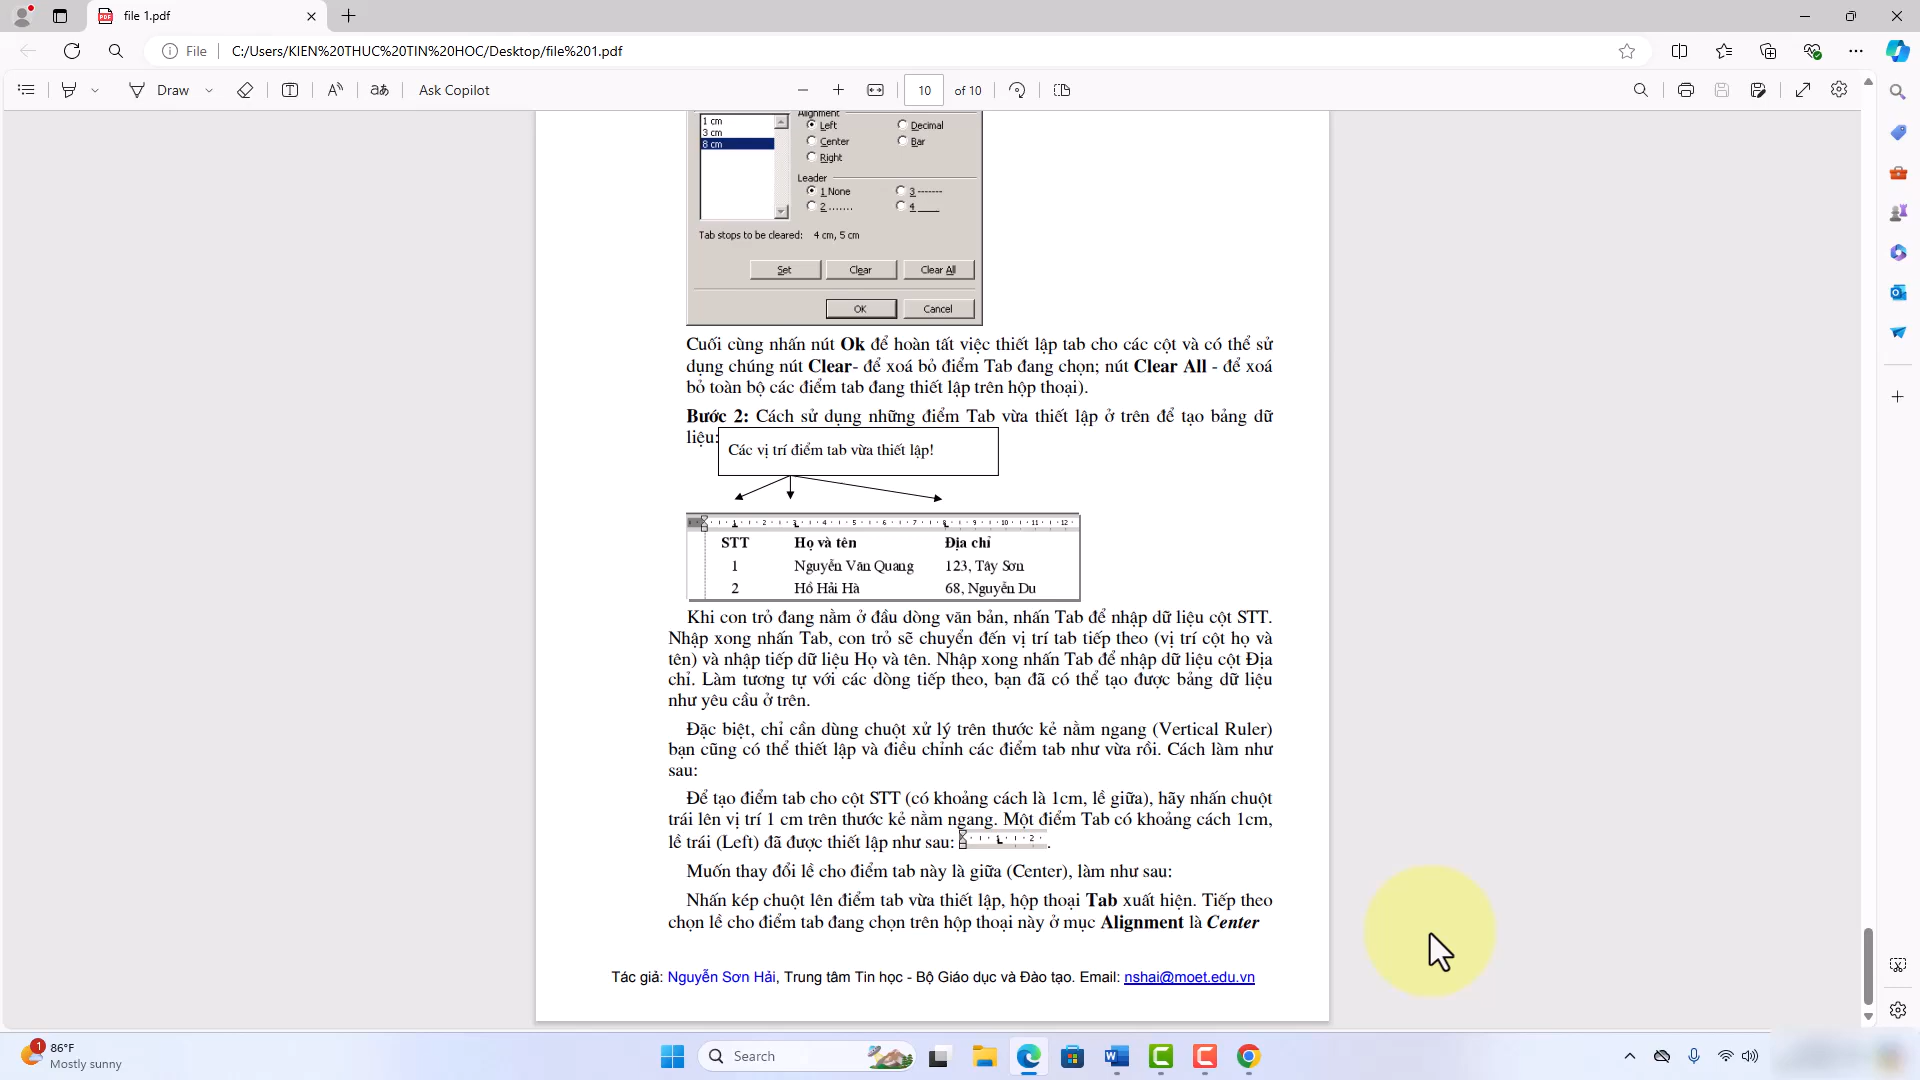 file 1.pdf
File
C:/Users/KIEN%20THUC%20TIN%20HOC/Desktop/file%201.pdf
Draw
Ask Copilot
10 of 10
Alignment
1 cm
3 cm
8 cm
Left
Decimal
Center
Bar
Right
Leader
1 None
3 -------
2 .......
4 ____
Tab stops to be cleared: 4 cm, 5 cm
Set
Clear
Clear All
OK
Cancel
Cuối cùng nhấn nút Ok để hoàn tất việc thiết lập tab cho các cột và có thể sử
dụng chúng nút Clear- để xoá bỏ điểm Tab đang chọn; nút Clear All - để xoá
bỏ toàn bộ các điểm tab đang thiết lập trên hộp thoại).
Bước 2: Cách sử dụng những điểm Tab vừa thiết lập ở trên để tạo bảng dữ
liệu:
Các vị trí điểm tab vừa thiết lập!
1 2 3 4 5 6 7 8 9 10 11 12
STT Họ và tên Địa chỉ
1 Nguyễn Văn Quang 123, Tây Sơn
2 Hồ Hải Hà 68, Nguyễn Du
Khi con trỏ đang nằm ở đầu dòng văn bản, nhấn Tab để nhập dữ liệu cột STT.
Nhập xong nhấn Tab, con trỏ sẽ chuyển đến vị trí tab tiếp theo (vị trí cột họ và
tên) và nhập tiếp dữ liệu Họ và tên. Nhập xong nhấn Tab để nhập dữ liệu cột Địa
chỉ. Làm tương tự với các dòng tiếp theo, bạn đã có thể tạo được bảng dữ liệu
như yêu cầu ở trên.
Đặc biệt, chỉ cần dùng chuột xử lý trên thước kẻ nằm ngang (Vertical Ruler)
bạn cũng có thể thiết lập và điều chỉnh các điểm tab như vừa rồi. Cách làm như
sau:
Để tạo điểm tab cho cột STT (có khoảng cách là 1cm, lề giữa), hãy nhấn chuột
trái lên vị trí 1 cm trên thước kẻ nằm ngang. Một điểm Tab có khoảng cách 1cm,
lề trái (Left) đã được thiết lập như sau: 1 2 .
Muốn thay đổi lề cho điểm tab này là giữa (Center), làm như sau:
Nhấn kép chuột lên điểm tab vừa thiết lập, hộp thoại Tab xuất hiện. Tiếp theo
chọn lề cho điểm tab đang chọn trên hộp thoại này ở mục Alignment là Center
Tác giả: Nguyễn Sơn Hải, Trung tâm Tin học - Bộ Giáo dục và Đào tạo. Email: nshai@moet.edu.vn
1
86°F
Mostly sunny
Search